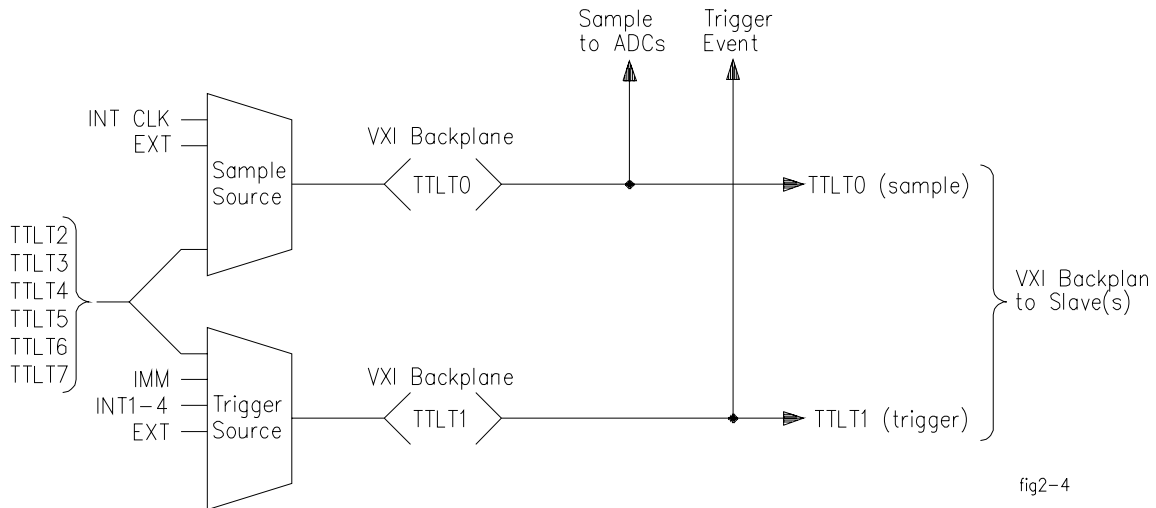 Sample
to ADCs
Trigger
Event
INT CLK
EXT
Sample
Source
VXI Backplane
TTLT0
TTLT0 (sample)
TTLT2
TTLT3
TTLT4
TTLT5
TTLT6
TTLT7
VXI Backplan
to Slave(s)
IMM
INT1-4
EXT
Trigger
Source
VXI Backplane
TTLT1
TTLT1 (trigger)
fig2-4